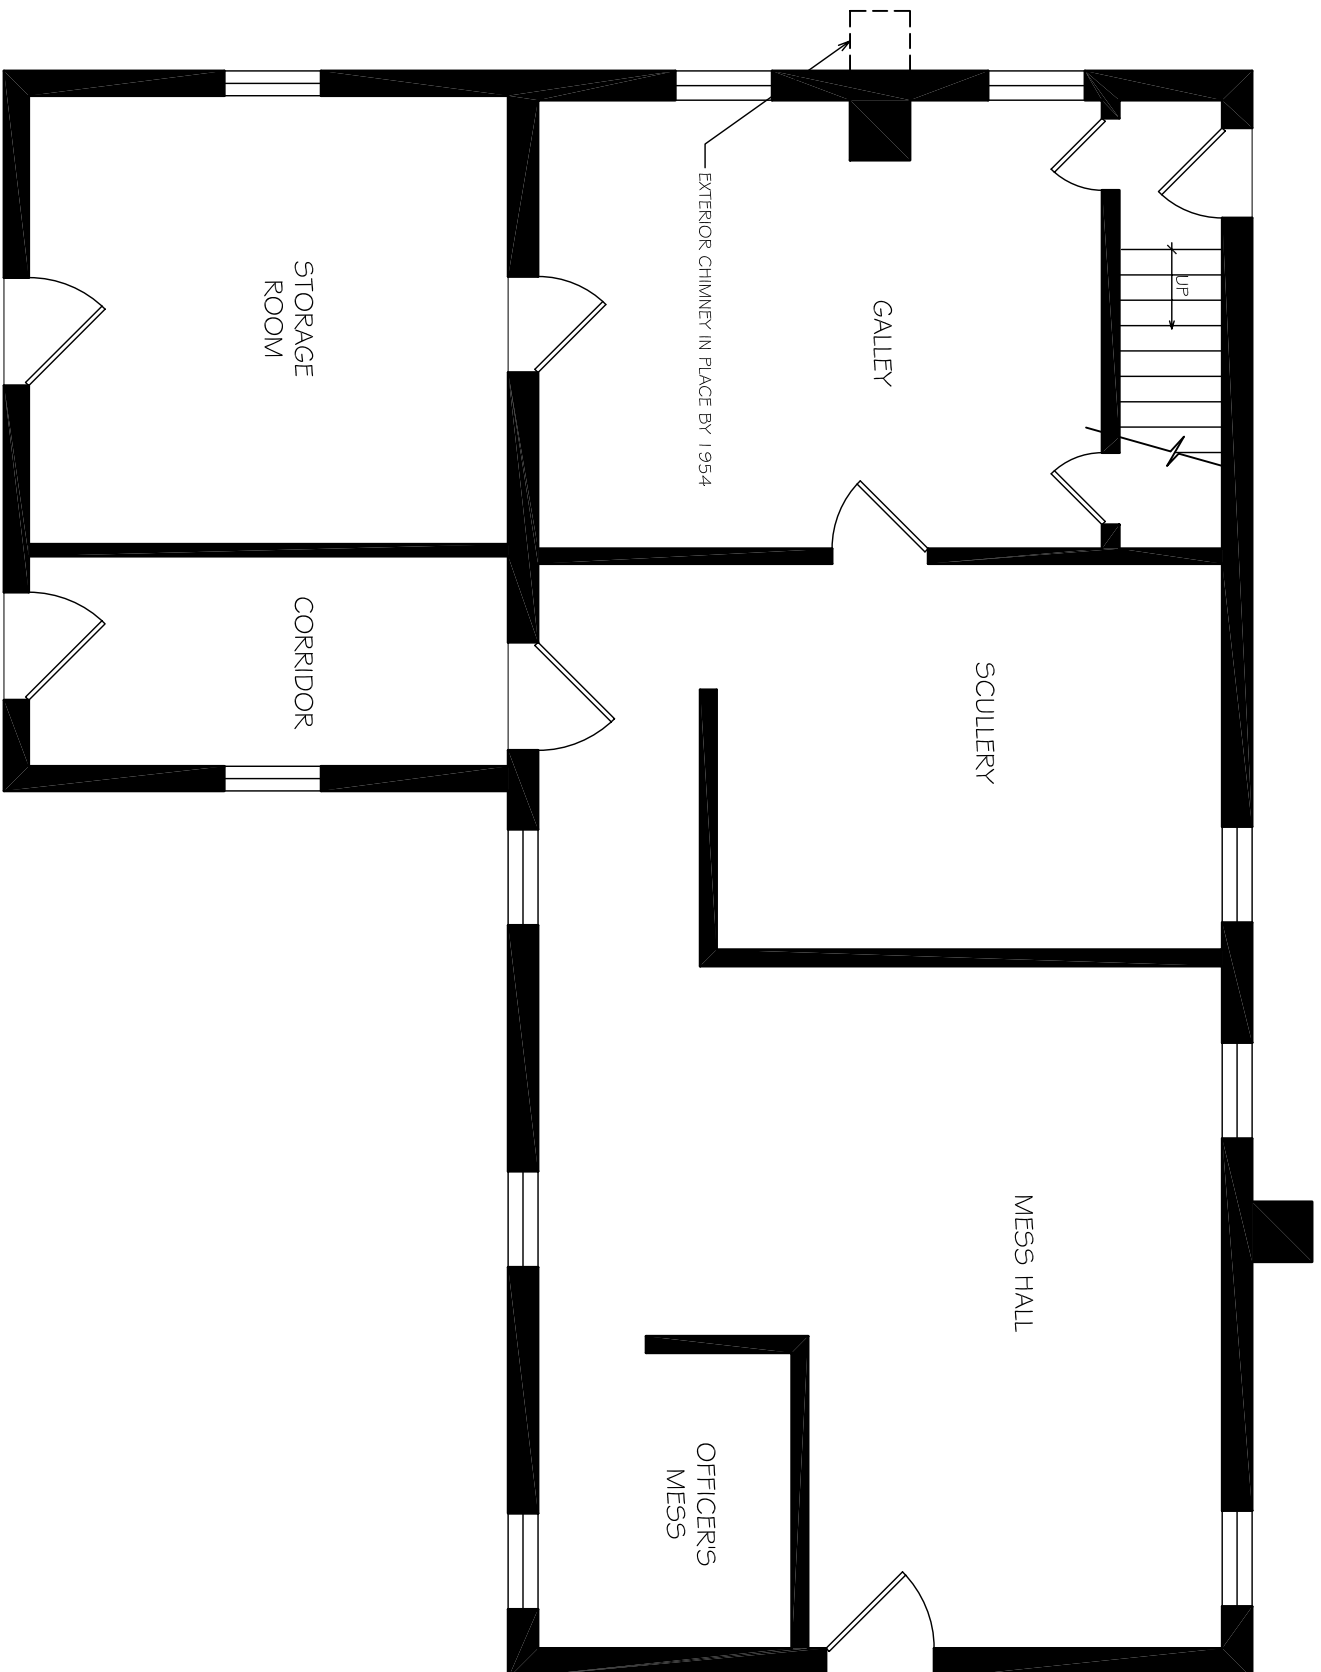 STORAGE
ROOM
CORRIDOR
EXTERIOR CHIMNEY IN PLACE BY 1954
GALLEY
UP
SCULLERY
MESS HALL
OFFICER'S
MESS